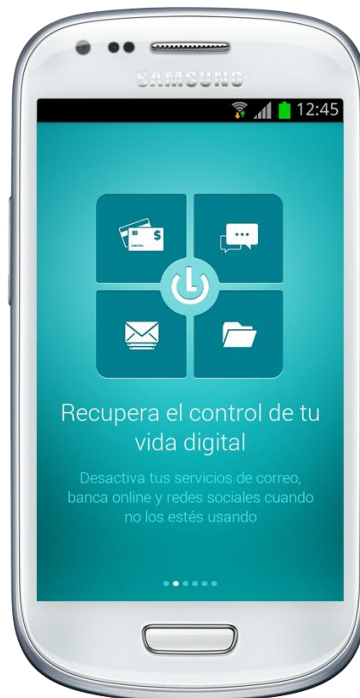 SAMSUNG
12:45
$
Recupera el control de tu
vida digital
Desactiva tus servicios de correo,
banca online y redes sociales cuando
no los estés usando